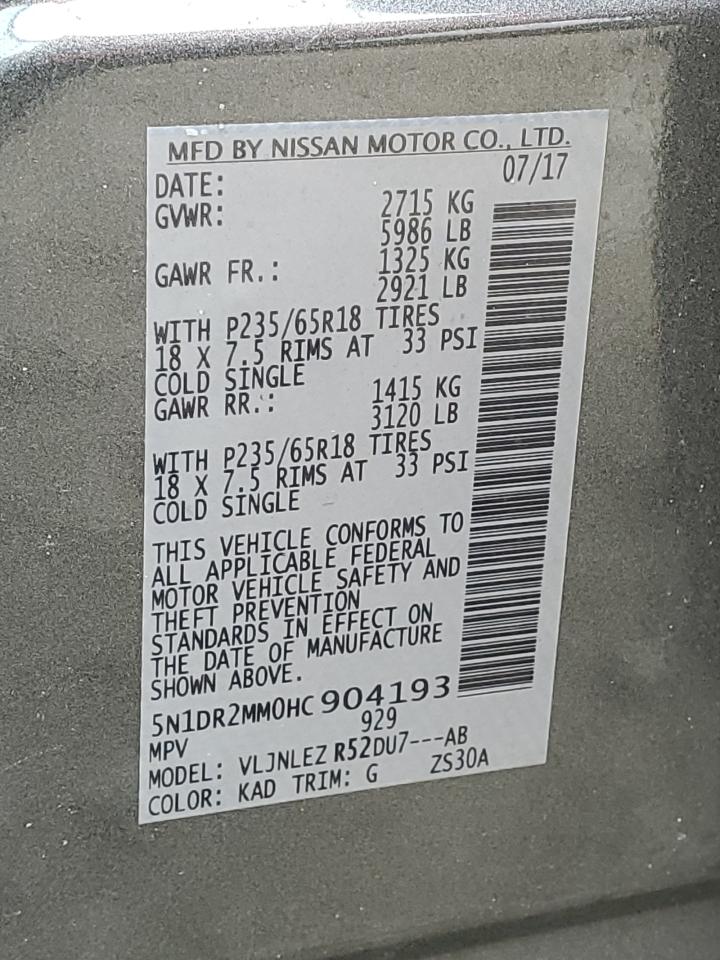 MFD BY NISSAN MOTOR CO., LTD.
DATE: 07/17
GVWR: 2715 KG
5986 LB
GAWR FR.: 1325 KG
2921 LB
WITH P235/65R18 TIRES
18 X 7.5 RIMS AT 33 PSI
COLD SINGLE
GAWR RR.: 1415 KG
3120 LB
WITH P235/65R18 TIRES
18 X 7.5 RIMS AT 33 PSI
COLD SINGLE
THIS VEHICLE CONFORMS TO
ALL APPLICABLE FEDERAL
MOTOR VEHICLE SAFETY AND
THEFT PREVENTION
STANDARDS IN EFFECT ON
THE DATE OF MANUFACTURE
SHOWN ABOVE.
5N1DR2MM0HC 904193
MPV 929
MODEL: VLJNLEZ R52DU7---AB
COLOR: KAD TRIM: G ZS30A